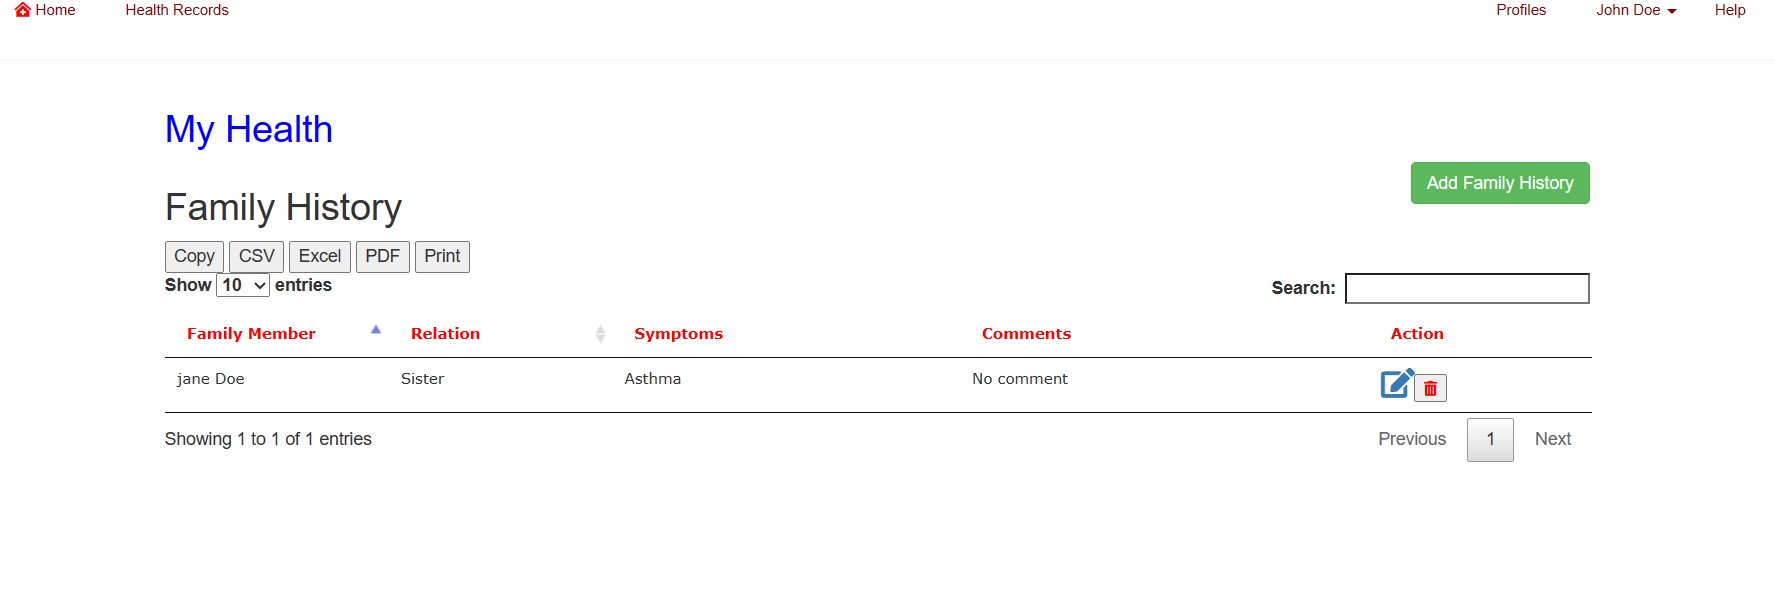 Home Health Records Profiles John Doe Help
My Health
Add Family History
Family History
Copy CSV Excel PDF Print
Show 10 entries Search:
Family Member Relation Symptoms Comments Action
jane Doe Sister Asthma No comment
Showing 1 to 1 of 1 entries Previous 1 Next